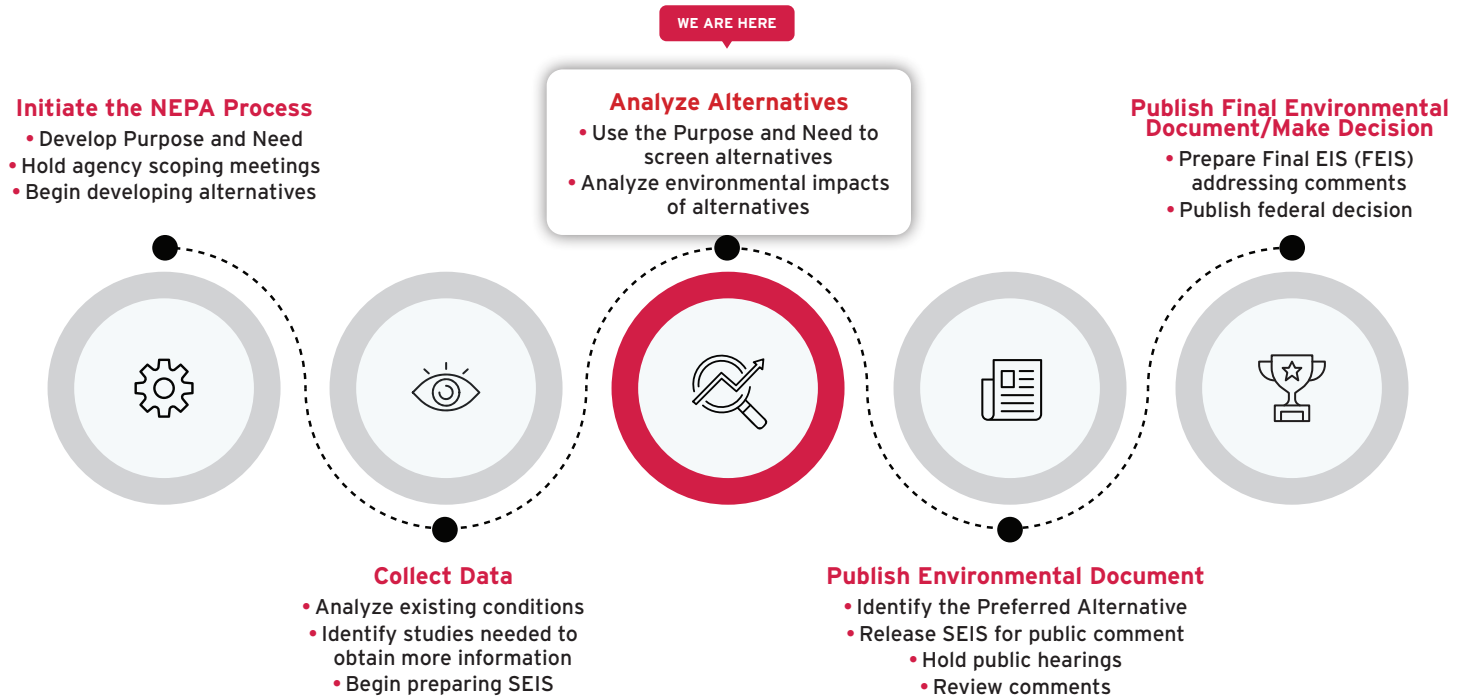 WE ARE HERE
Initiate the NEPA Process
• Develop Purpose and Need
• Hold agency scoping meetings
• Begin developing alternatives
Collect Data
• Analyze existing conditions
• Identify studies needed to
obtain more information
• Begin preparing SEIS
Analyze Alternatives
• Use the Purpose and Need to
screen alternatives
• Analyze environmental impacts
of alternatives
Publish Environmental Document
• Identify the Preferred Alternative
• Release SEIS for public comment
• Hold public hearings
• Review comments
Publish Final Environmental
Document/Make Decision
• Prepare Final EIS (FEIS)
addressing comments
• Publish federal decision